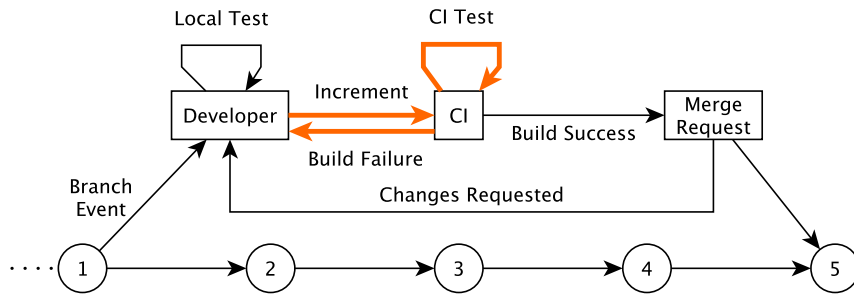 Local Test
CI Test
Increment
Developer
CI
Merge
Request
Build Success
Build Failure
Branch
Event
Changes Requested
1
2
3
4
5